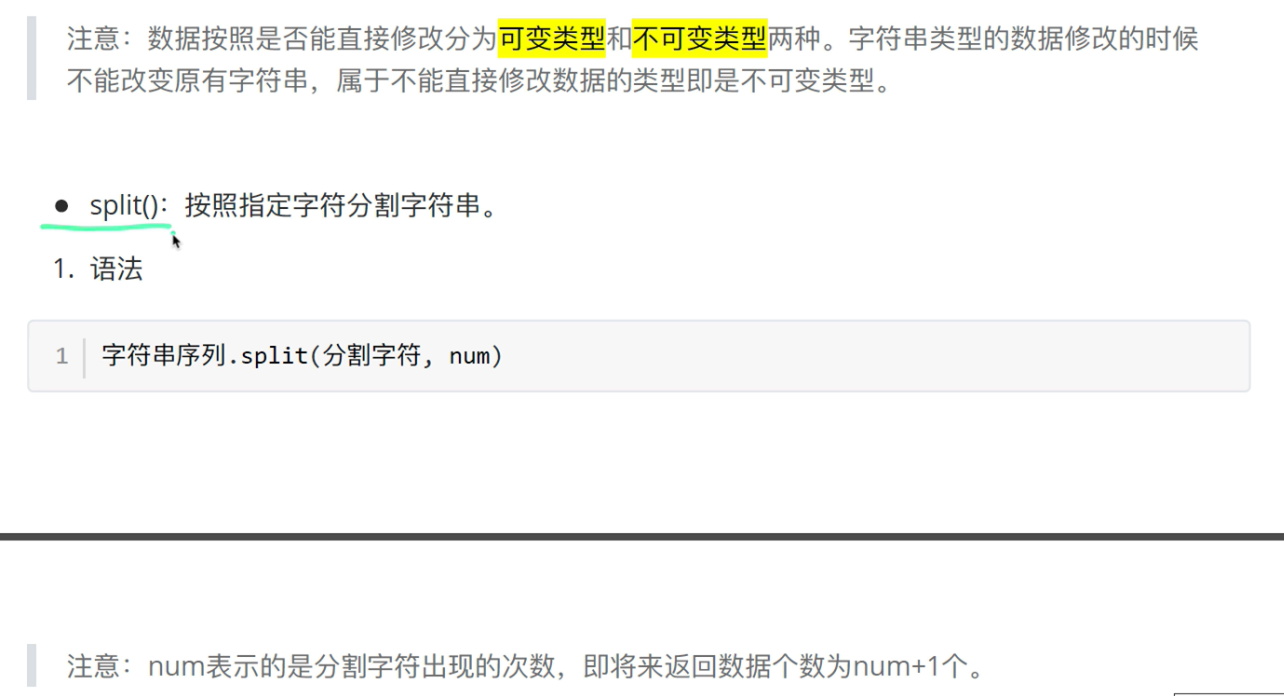 注意：数据按照是否能直接修改分为可变类型和不可变类型两种。字符串类型的数据修改的时候
不能改变原有字符串，属于不能直接修改数据的类型即是不可变类型。
● split()：按照指定字符分割字符串。
1. 语法
1 字符串序列.split(分割字符, num)
注意：num表示的是分割字符出现的次数，即将来返回数据个数为num+1个。